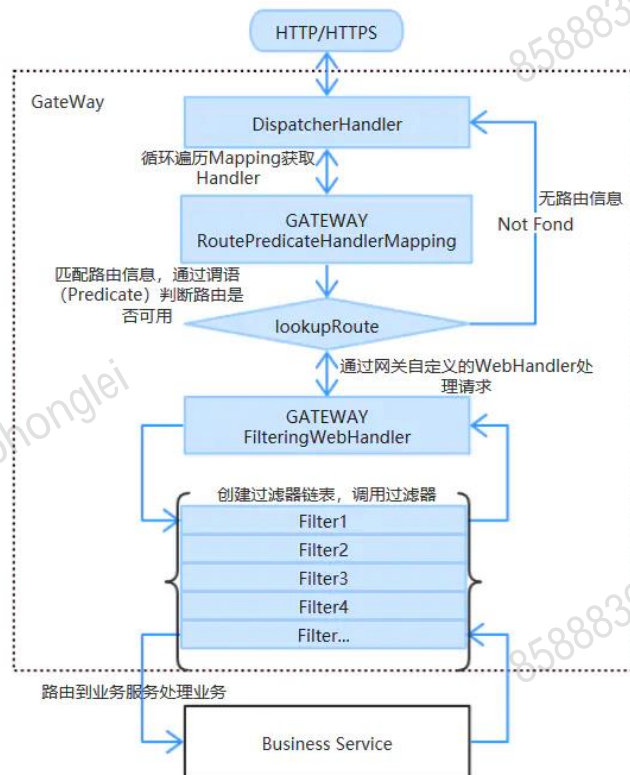 HTTP/HTTPS
858883
GateWay
DispatcherHandler
循环遍历Mapping获取
Handler
无路由信息
Not Fond
GATEWAY
RoutePredicateHandlerMapping
匹配路由信息，通过谓语
（Predicate）判断路由是
否可用
lookupRoute
通过网关自定义的WebHandler处
理请求
honglei
GATEWAY
FilteringWebHandler
创建过滤器链表，调用过滤器
Filter1
Filter2
Filter3
Filter4
Filter...
858883
路由到业务服务处理业务
Business Service